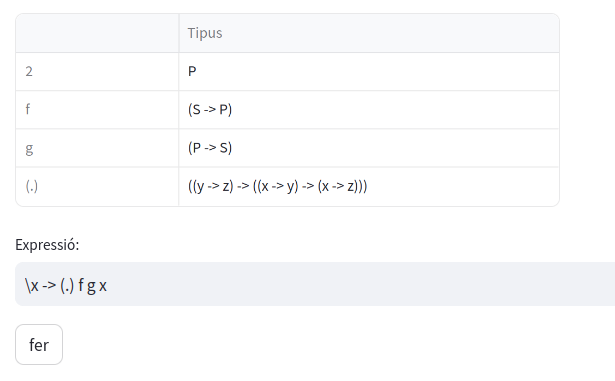 Tipus
2 P
f (S -> P)
g (P -> S)
(.) ((y -> z) -> ((x -> y) -> (x -> z)))
Expressió:
\x -> (.) f g x
fer